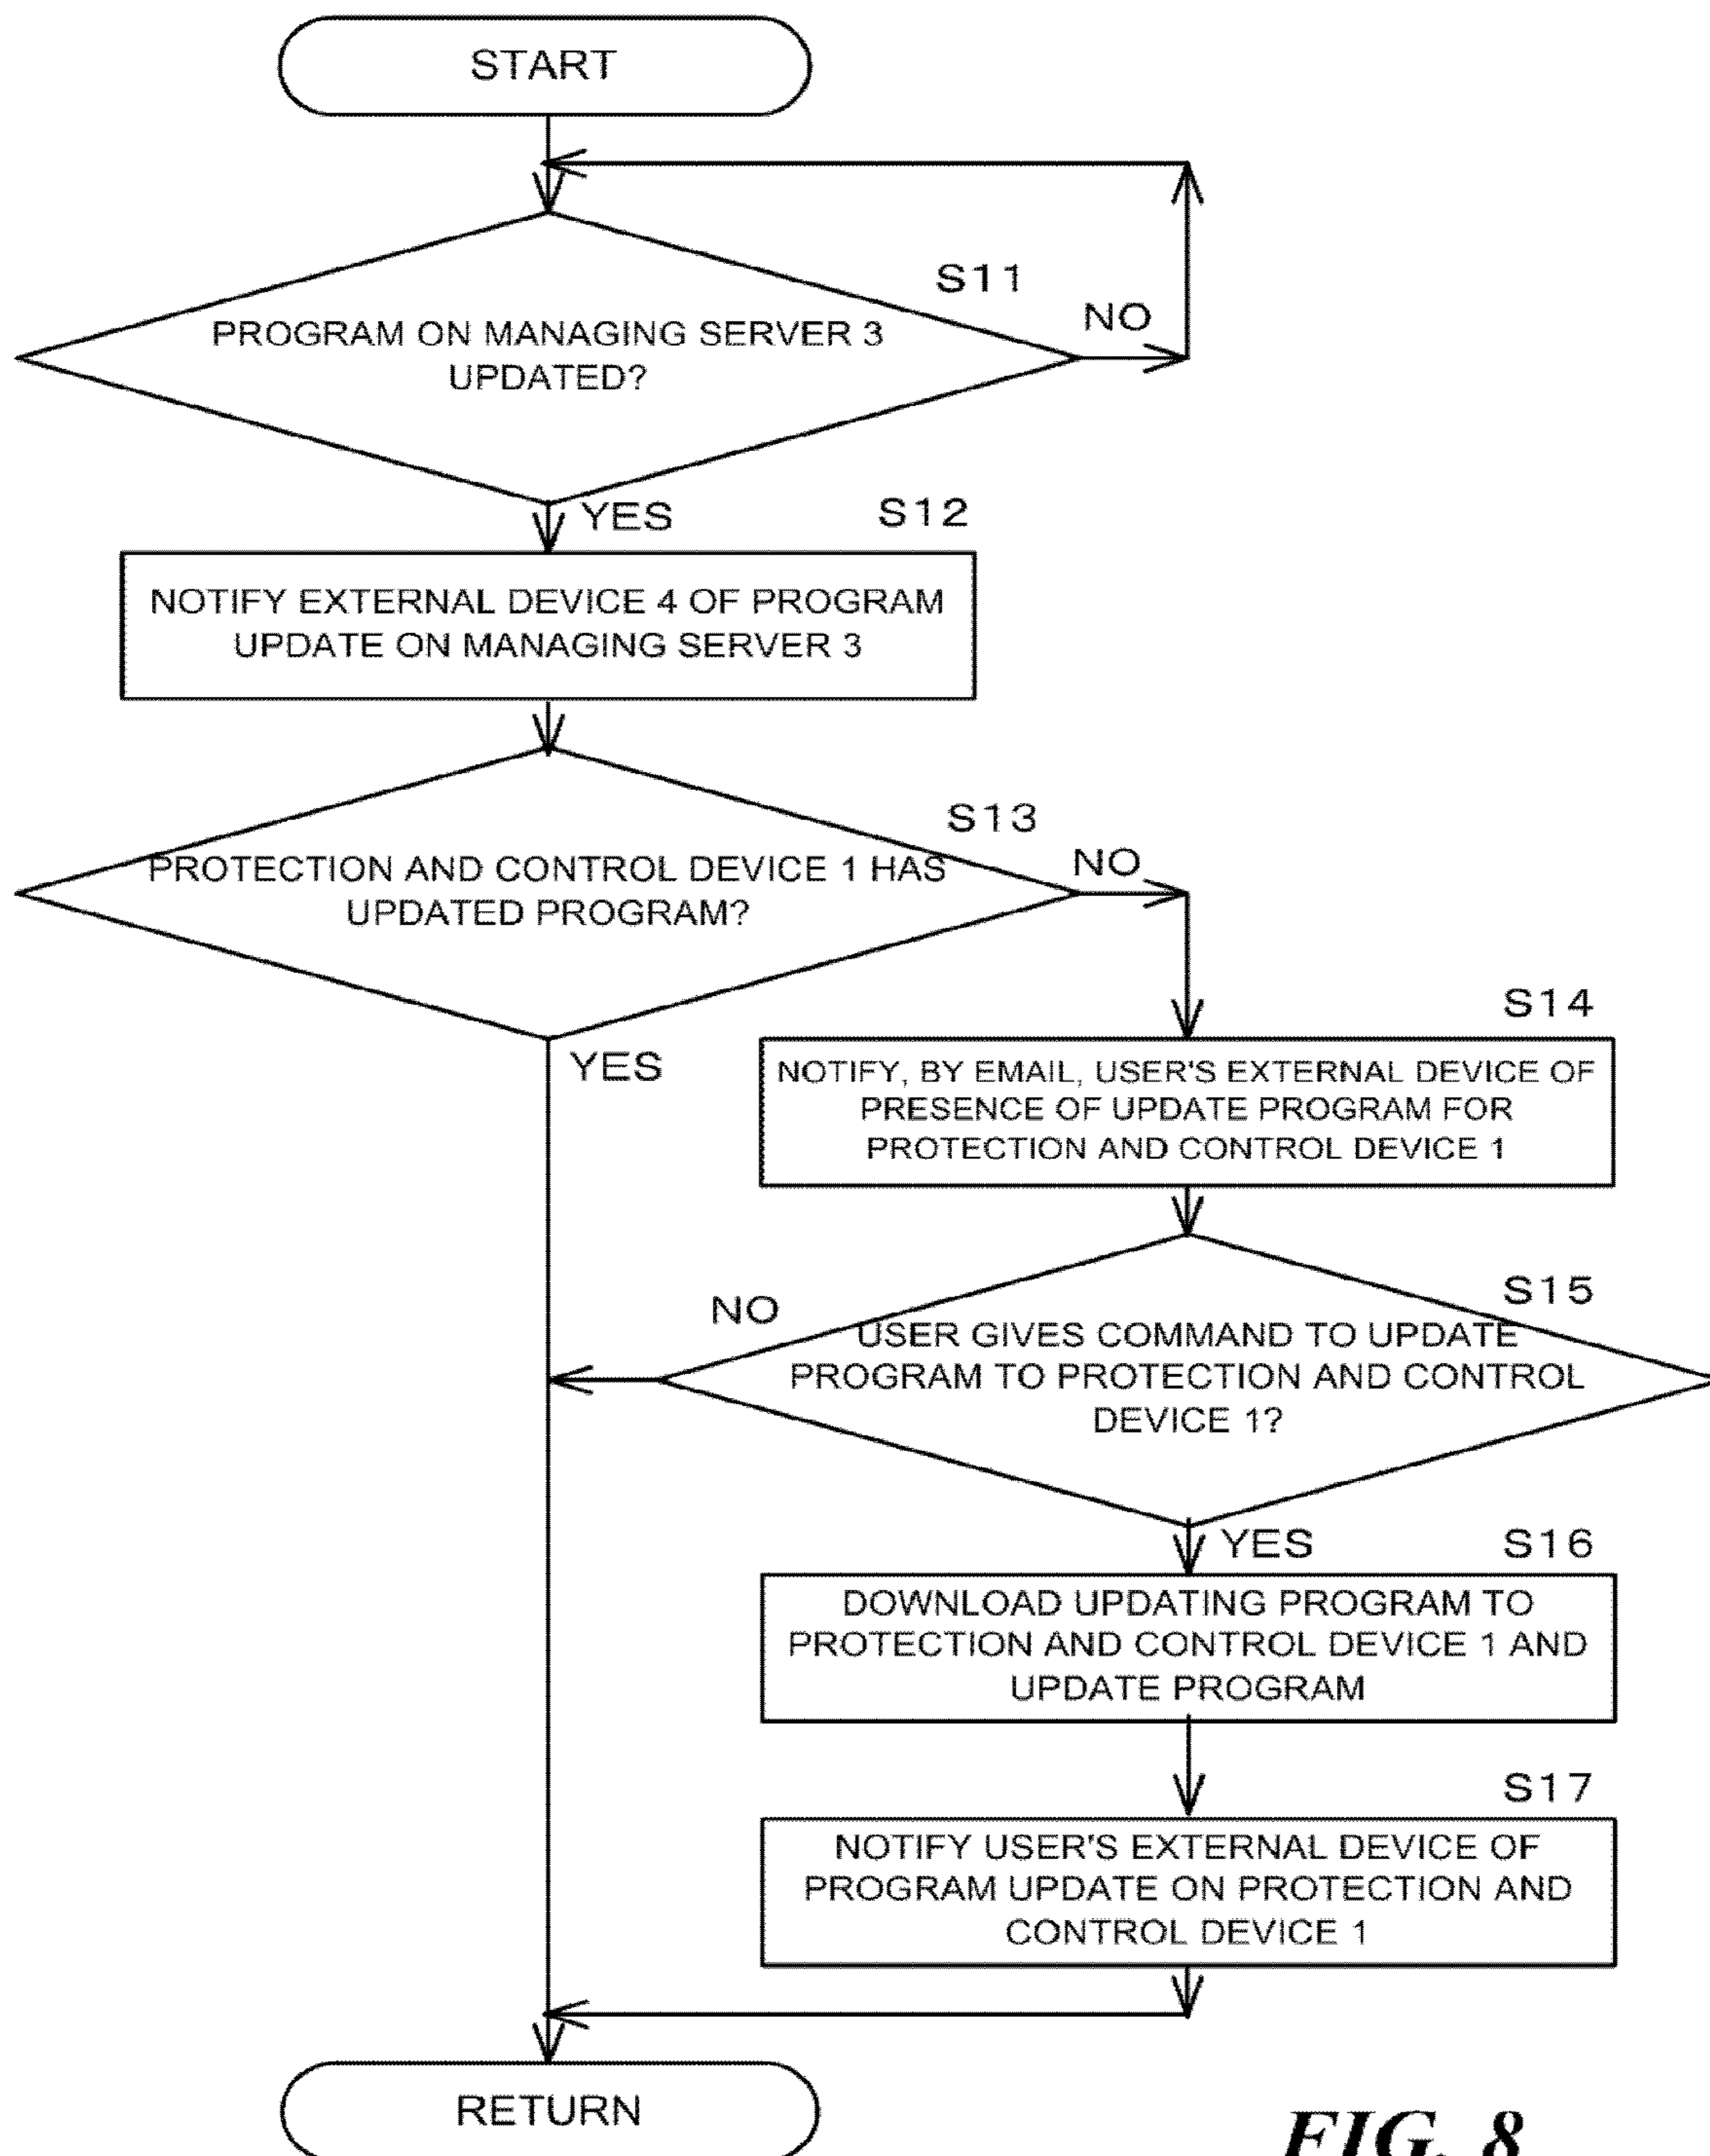 START
S11
PROGRAM ON MANAGING SERVER 3
UPDATED?
NO
YES
S12
NOTIFY EXTERNAL DEVICE 4 OF PROGRAM
UPDATE ON MANAGING SERVER 3
S13
PROTECTION AND CONTROL DEVICE 1 HAS
UPDATED PROGRAM?
NO
YES
S14
NOTIFY, BY EMAIL, USER'S EXTERNAL DEVICE OF
PRESENCE OF UPDATE PROGRAM FOR
PROTECTION AND CONTROL DEVICE 1
S15
NO
USER GIVES COMMAND TO UPDATE
PROGRAM TO PROTECTION AND CONTROL
DEVICE 1?
YES
S16
DOWNLOAD UPDATING PROGRAM TO
PROTECTION AND CONTROL DEVICE 1 AND
UPDATE PROGRAM
S17
NOTIFY USER'S EXTERNAL DEVICE OF
PROGRAM UPDATE ON PROTECTION AND
CONTROL DEVICE 1
RETURN
FIG. 8